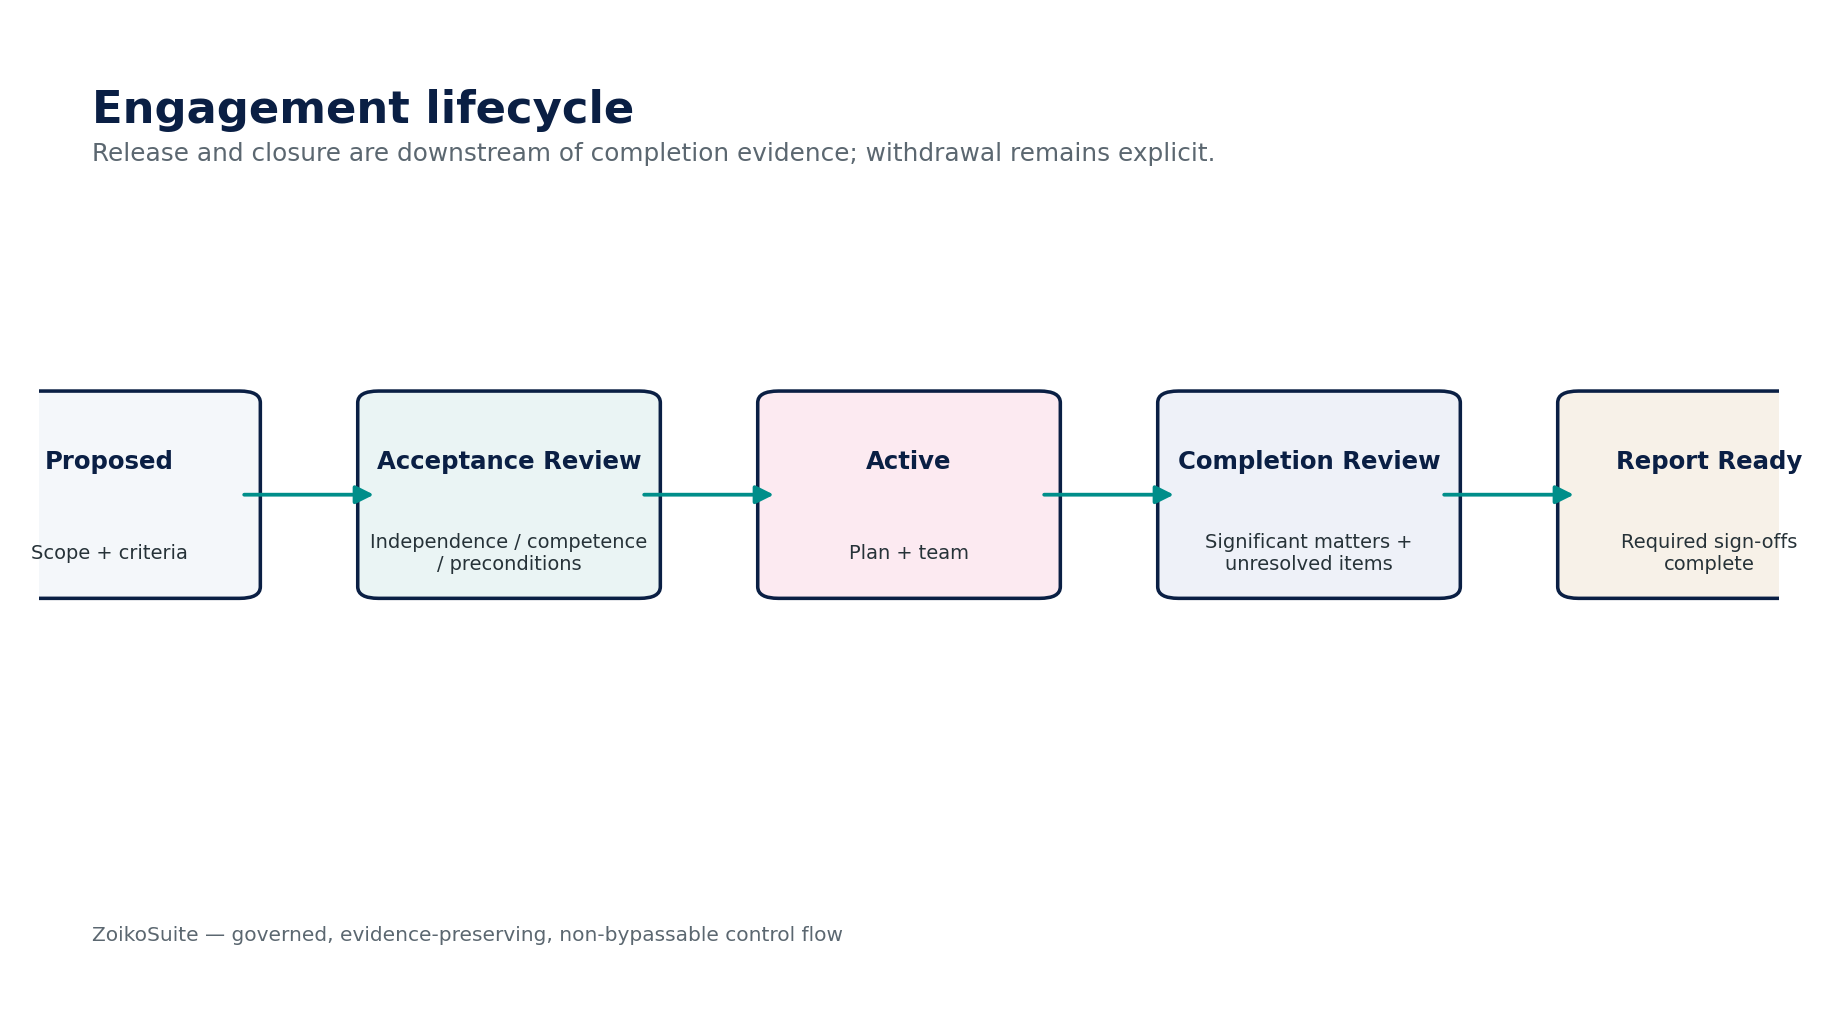 Engagement lifecycle
Release and closure are downstream of completion evidence; withdrawal remains explicit.
Proposed
Scope + criteria
Acceptance Review
Independence / competence
/ preconditions
Active
Plan + team
Completion Review
Significant matters +
unresolved items
Report Ready
Required sign-offs
complete
ZoikoSuite — governed, evidence-preserving, non-bypassable control flow